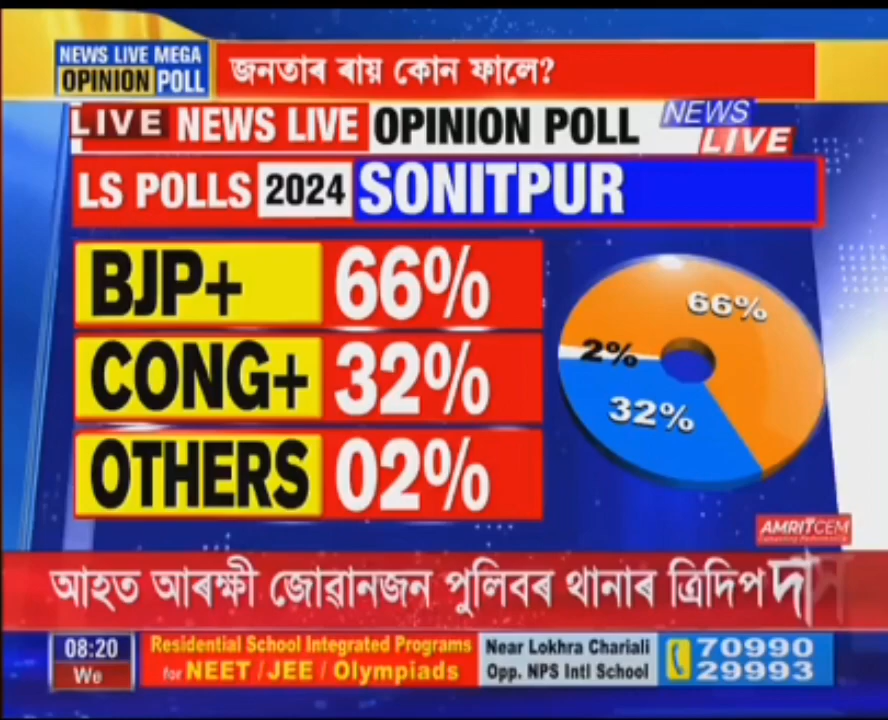 NEWS LIVE MEGA
OPINION POLL
জনতাৰ ৰায় কোন ফালে?
LIVE NEWS LIVE OPINION POLL NEWS LIVE
LS POLLS 2024 SONITPUR
BJP+ 66%
CONG+ 32%
OTHERS 02%
66%
2%
32%
AMRITCEM
আহত আৰক্ষী জোৱানজন পুলিবৰ থানাৰ ত্ৰিদিপ দাস
08:20
We
Residential School Integrated Programs
for NEET / JEE / Olympiads
Near Lokhra Chariali
Opp. NPS Intl School
70990
29993